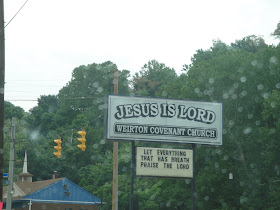 JESUS IS LORD
WEIRTON COVENANT CHURCH
LET EVERYTHING
THAT HAS BREATH
PRAISE THE LORD